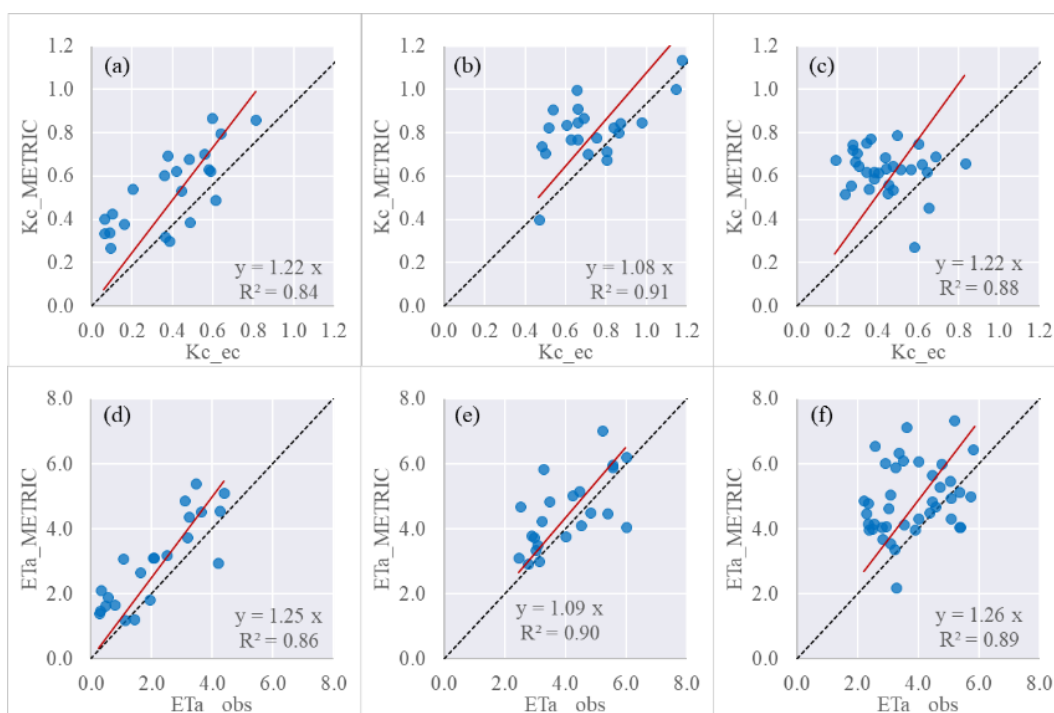 (a)
1.2
1.0
0.8
0.6
0.4
0.2
0.0
Kc_METRIC
y = 1.22 x
R² = 0.84
0.0 0.2 0.4 0.6 0.8 1.0 1.2
Kc_ec
(b)
1.2
1.0
0.8
0.6
0.4
0.2
0.0
Kc_METRIC
y = 1.08 x
R² = 0.91
0.0 0.2 0.4 0.6 0.8 1.0 1.2
Kc_ec
(c)
1.2
1.0
0.8
0.6
0.4
0.2
0.0
Kc_METRIC
y = 1.22 x
R² = 0.88
0.0 0.2 0.4 0.6 0.8 1.0 1.2
Kc_ec
(d)
8.0
6.0
4.0
2.0
0.0
ETa_METRIC
y = 1.25 x
R² = 0.86
0.0 2.0 4.0 6.0 8.0
ETa_obs
(e)
8.0
6.0
4.0
2.0
0.0
ETa_METRIC
y = 1.09 x
R² = 0.90
0.0 2.0 4.0 6.0 8.0
ETa_obs
(f)
8.0
6.0
4.0
2.0
0.0
ETa_METRIC
y = 1.26 x
R² = 0.89
0.0 2.0 4.0 6.0 8.0
ETa_obs